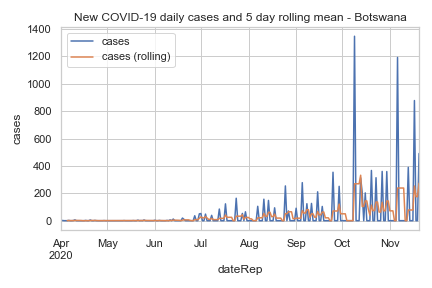 New COVID-19 daily cases and 5 day rolling mean - Botswana
cases
cases (rolling)
1400
1200
1000
800
600
400
200
0
cases
Apr May Jun Jul Aug Sep Oct Nov
2020
dateRep